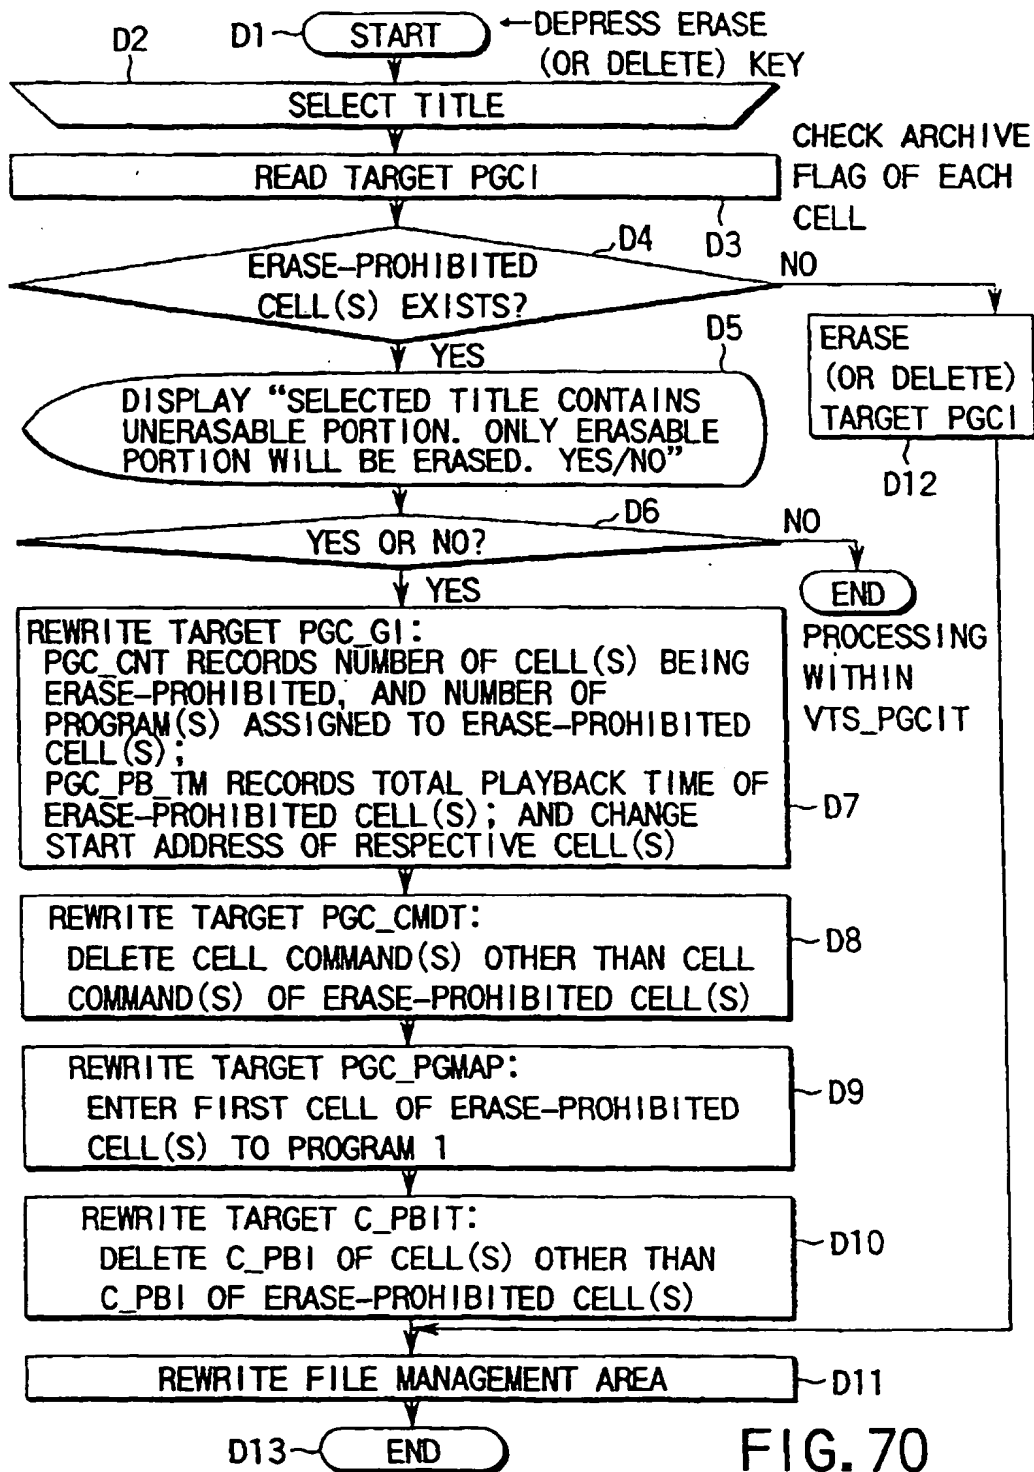 D1
START
DEPRESS ERASE
(OR DELETE) KEY
D2
SELECT TITLE
READ TARGET PGCI
CHECK ARCHIVE
FLAG OF EACH
CELL
D3
D4
ERASE-PROHIBITED
CELL(S) EXISTS?
NO
YES
D5
DISPLAY “SELECTED TITLE CONTAINS
UNERASABLE PORTION. ONLY ERASABLE
PORTION WILL BE ERASED. YES/NO”
ERASE
(OR DELETE)
TARGET PGCI
D12
D6
YES OR NO?
NO
YES
END
PROCESSING
WITHIN
VTS_PGCIT
REWRITE TARGET PGC_GI:
PGC_CNT RECORDS NUMBER OF CELL(S) BEING
ERASE-PROHIBITED, AND NUMBER OF
PROGRAM(S) ASSIGNED TO ERASE-PROHIBITED
CELL(S);
PGC_PB_TM RECORDS TOTAL PLAYBACK TIME OF
ERASE-PROHIBITED CELL(S); AND CHANGE
START ADDRESS OF RESPECTIVE CELL(S)
D7
REWRITE TARGET PGC_CMDT:
DELETE CELL COMMAND(S) OTHER THAN CELL
COMMAND(S) OF ERASE-PROHIBITED CELL(S)
D8
REWRITE TARGET PGC_PGMAP:
ENTER FIRST CELL OF ERASE-PROHIBITED
CELL(S) TO PROGRAM 1
D9
REWRITE TARGET C_PBIT:
DELETE C_PBI OF CELL(S) OTHER THAN
C_PBI OF ERASE-PROHIBITED CELL(S)
D10
REWRITE FILE MANAGEMENT AREA
D11
D13
END
FIG. 70